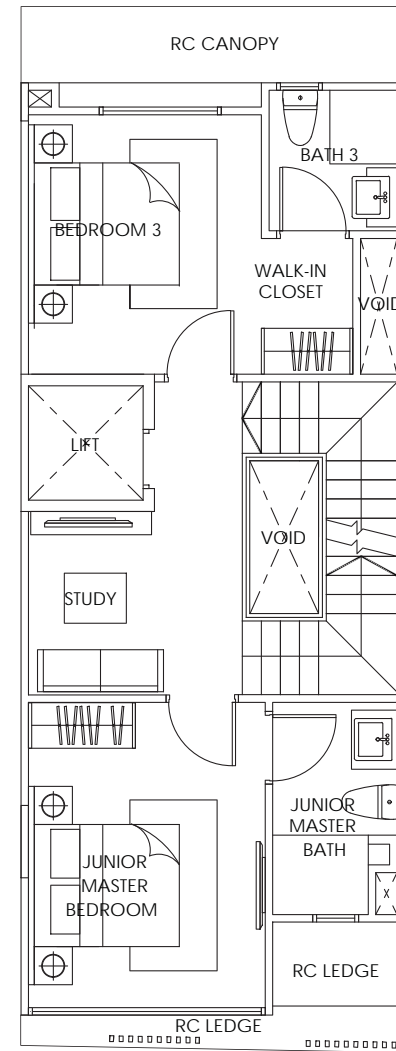 RC CANOPY
BATH 3
BEDROOM 3
WALK-IN
CLOSET
VOID
LIFT
VOID
STUDY
JUNIOR
MASTER
BATH
JUNIOR
MASTER
BEDROOM
RC LEDGE
RC LEDGE